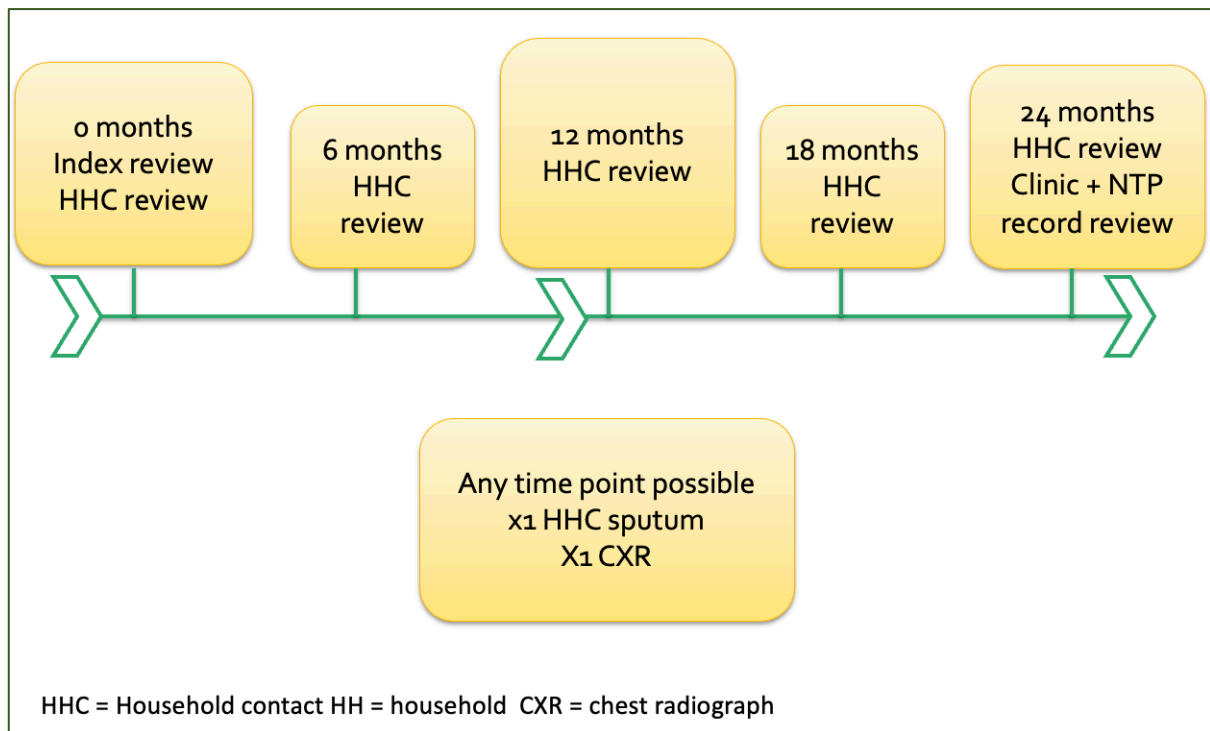 0 months
Index review
HHC review
6 months
HHC
review
12 months
HHC review
18 months
HHC
review
24 months
HHC review
Clinic + NTP
record review
Any time point possible
x1 HHC sputum
X1 CXR
HHC = Household contact HH = household  CXR = chest radiograph